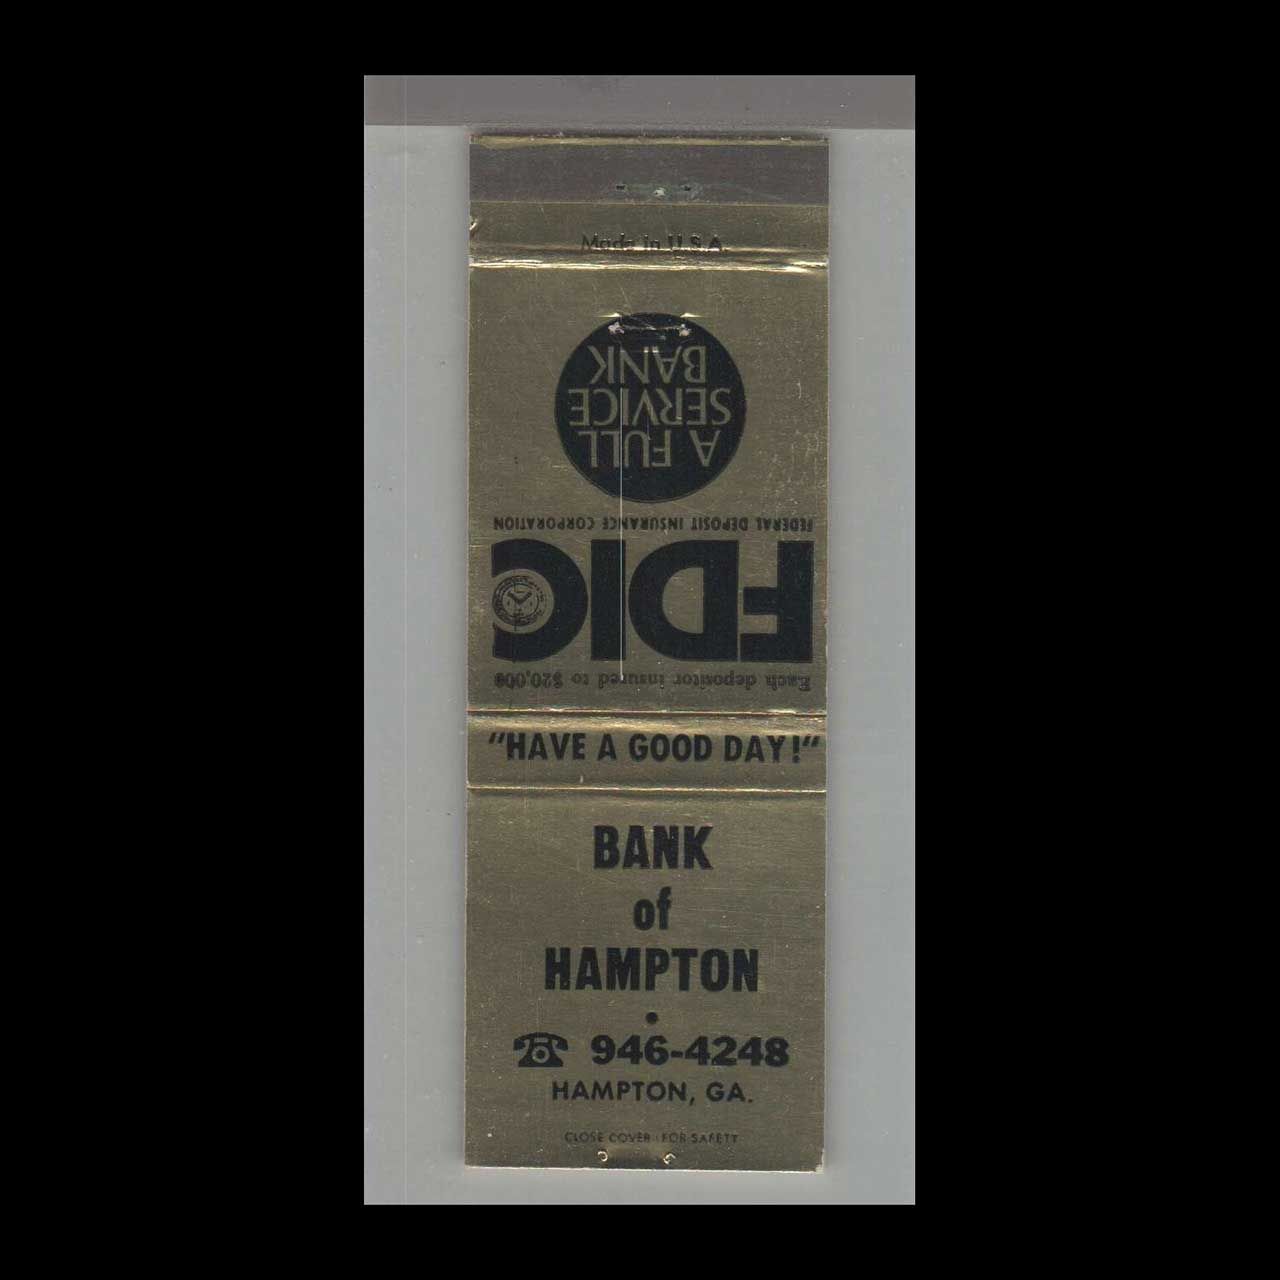 Made in U.S.A.
A FULL
SERVICE
BANK
FEDERAL DEPOSIT INSURANCE CORPORATION
FDIC
Each depositor insured to $20,000
"HAVE A GOOD DAY!"
BANK
of
HAMPTON
946-4248
HAMPTON, GA.
CLOSE COVER FOR SAFETY